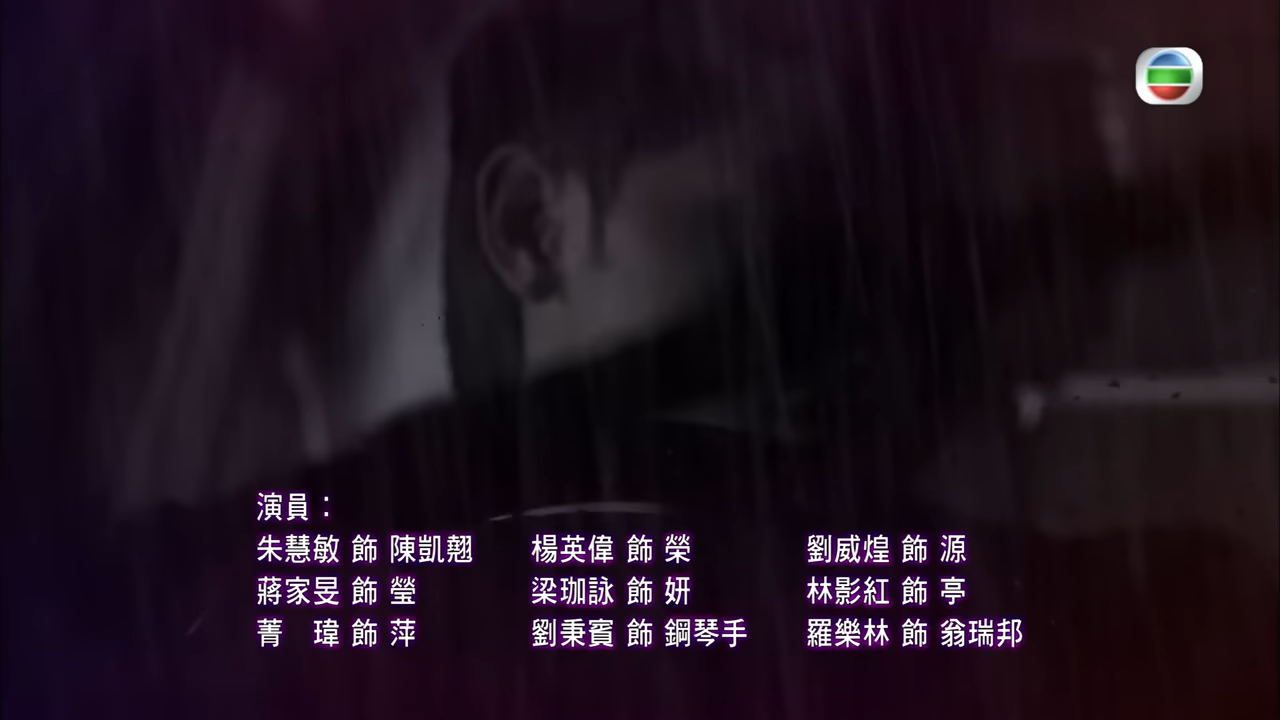 演員：
朱慧敏 飾 陳凱翹　楊英偉 飾 榮　劉威煌 飾 源
蔣家旻 飾 瑩　梁珈詠 飾 妍　林影紅 飾 亭
菁　瑋 飾 萍　劉秉賓 飾 鋼琴手　羅樂林 飾 翁瑞邦